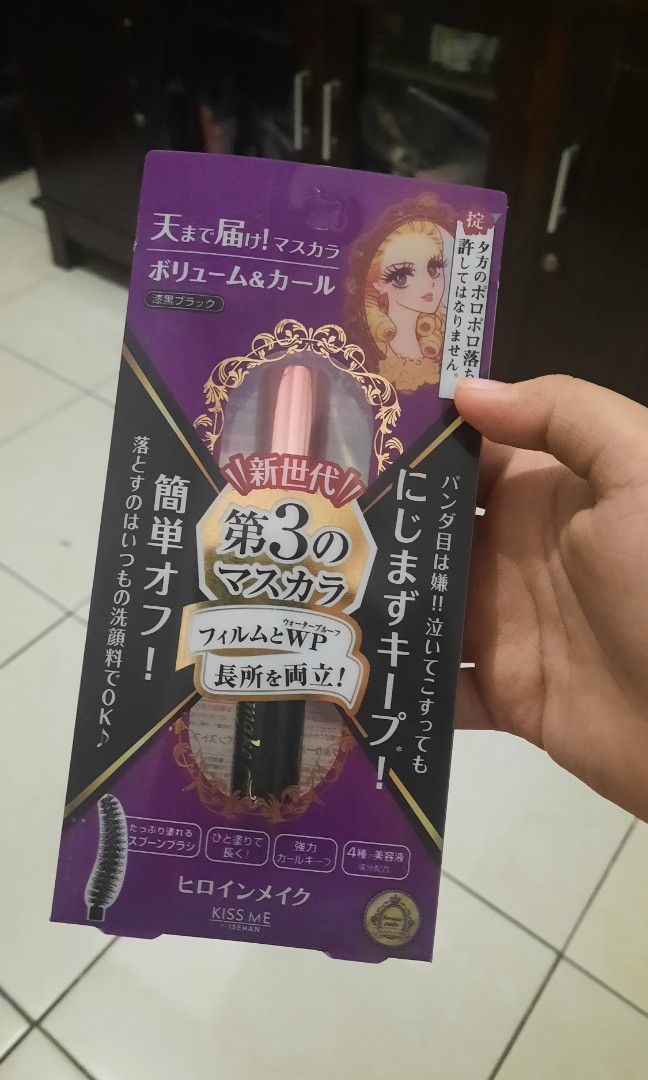 天まで届け!マスカラ
ボリューム&カール
漆黒ブラック
掟
夕方のポロポロ落ち
許してはなりません。
新世代
第3の
マスカラ
フィルムとWP
ウォータープルーフ
長所を両立!
パンダ目は嫌!!泣いてこすっても
にじまずキープ*!
簡単オフ!
落とすのはいつもの洗顔料でOK♪
たっぷり塗れる
スプーンブラシ
ひと塗りで
長く!
強力
カールキープ
4種の美容液
成分配合
ヒロインメイク
KISS ME
by ISEHAN